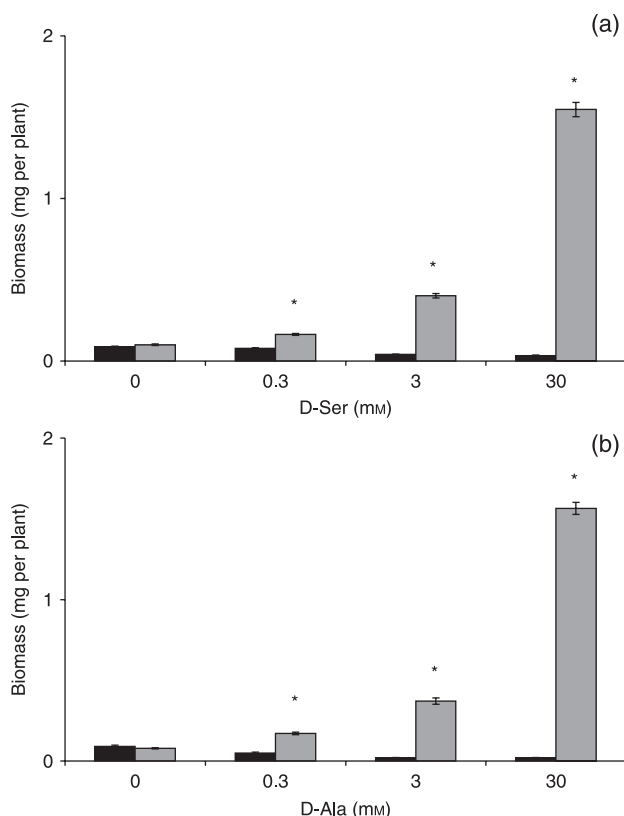 (a)
2
*
Biomass (mg per plant)
1
*
*
0
0 0.3 3 30
D-Ser (mM)
(b)
2
*
Biomass (mg per plant)
1
*
*
0
0 0.3 3 30
D-Ala (mM)